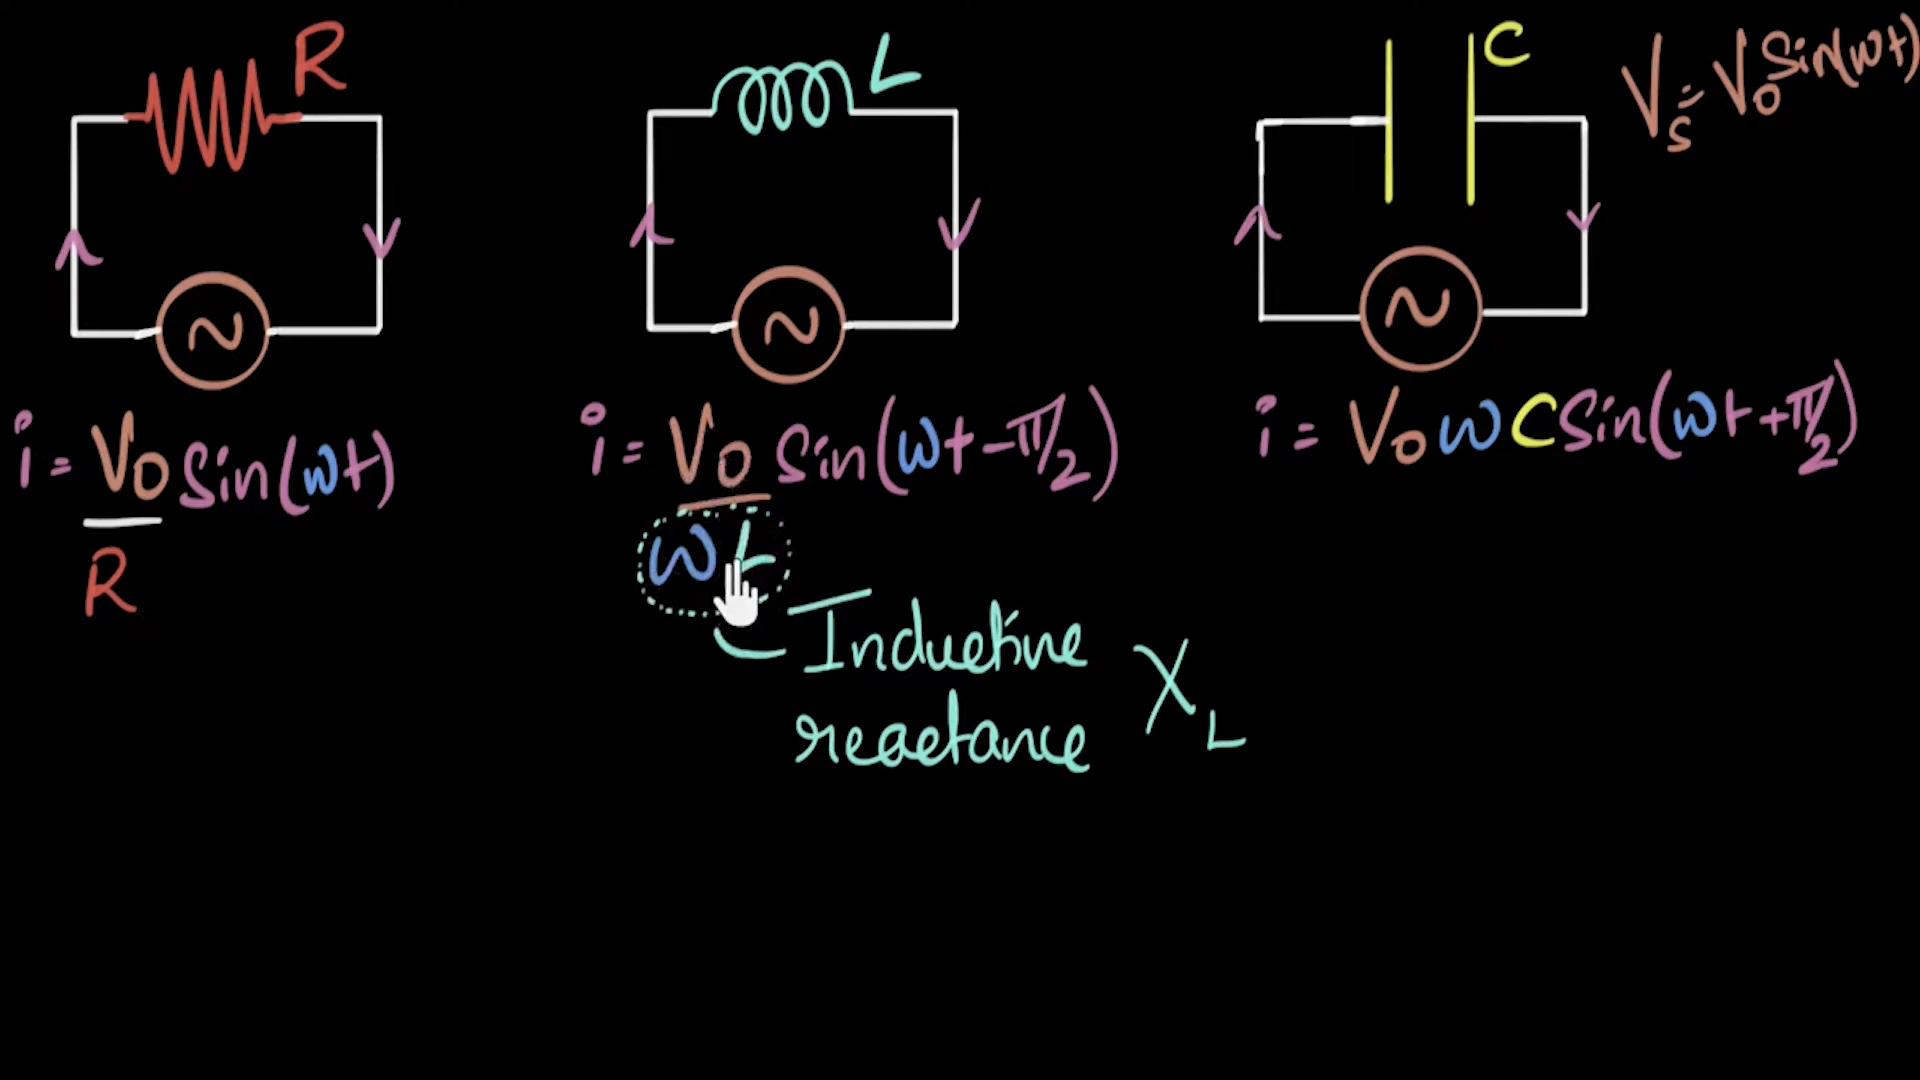 R
L
C
Vs = V0 Sin(ωt)
i = V0/R Sin(ωt)
i = V0/ωL Sin(ωt - π/2)
i = V0 ω C Sin(ωt + π/2)
Inductive
reactance
XL